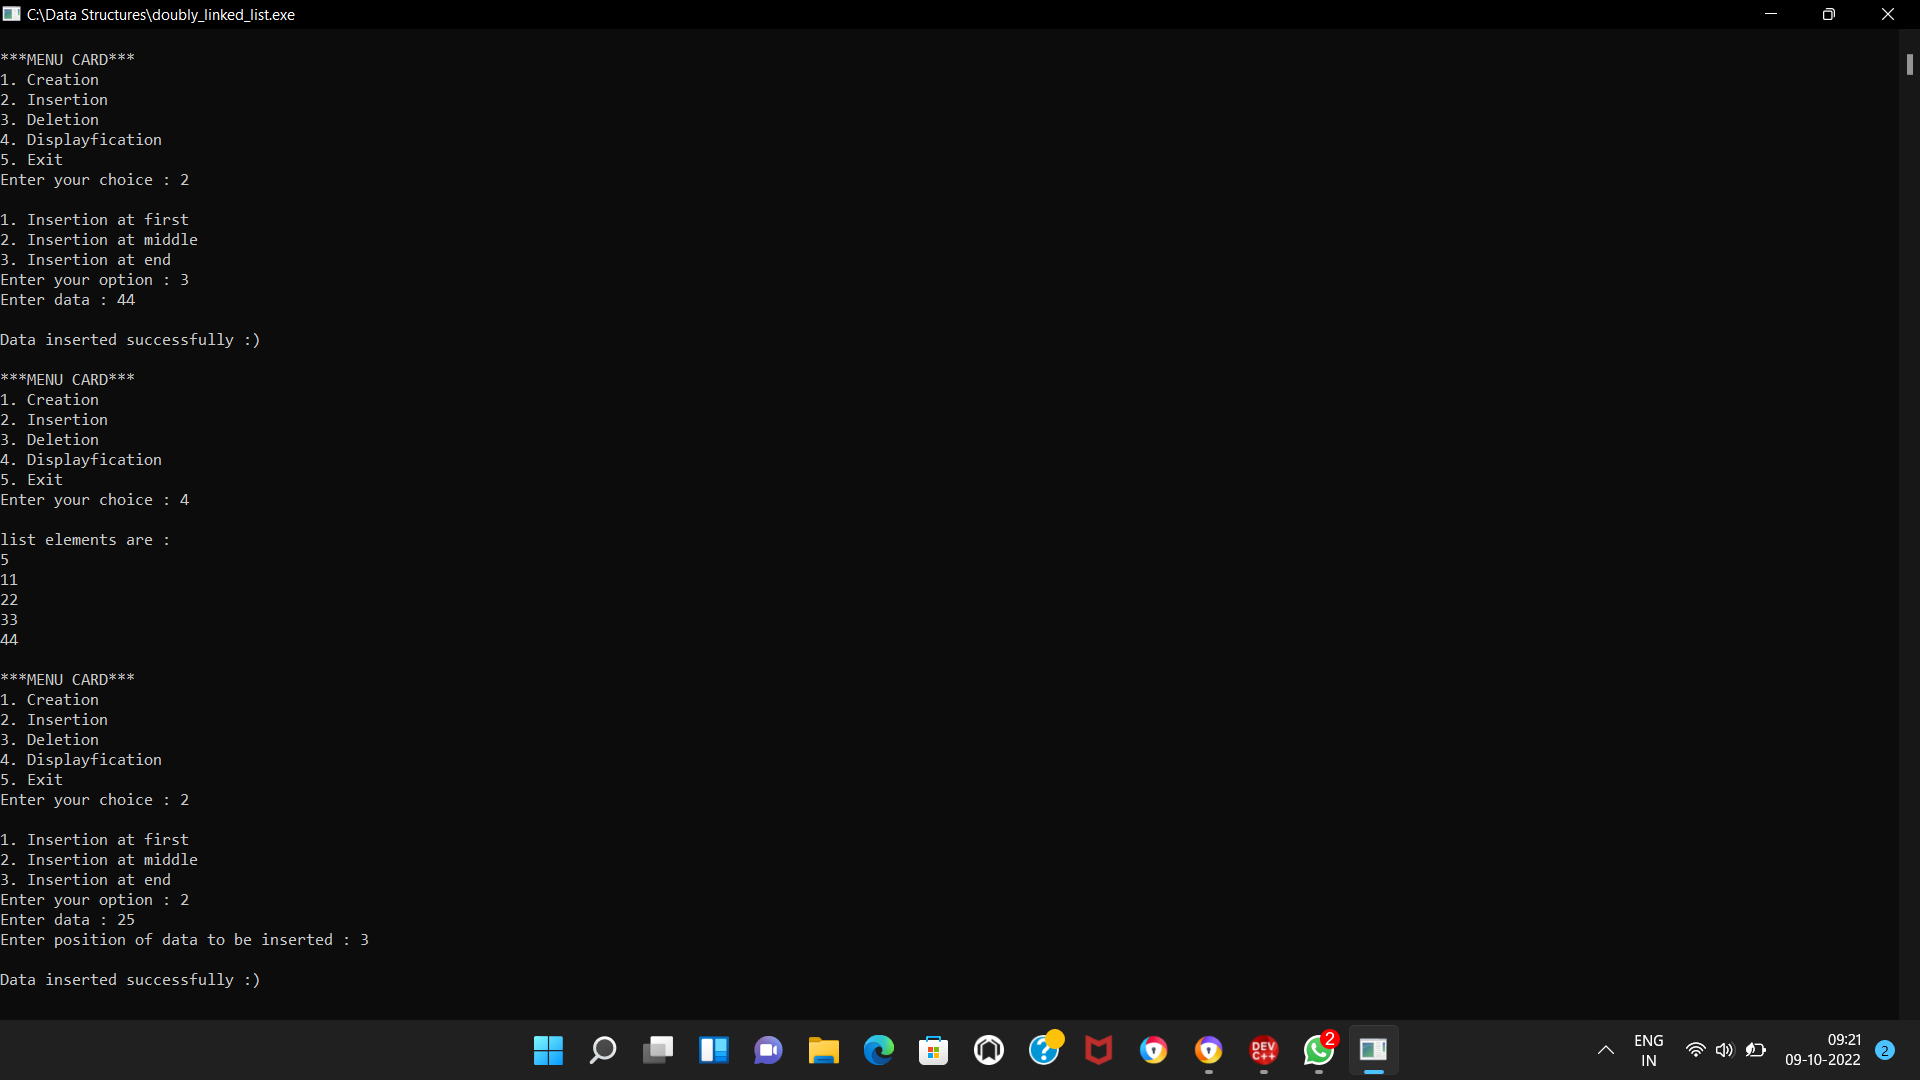 C:\Data Structures\doubly_linked_list.exe
***MENU CARD***
1. Creation
2. Insertion
3. Deletion
4. Displayfication
5. Exit
Enter your choice : 2
1. Insertion at first
2. Insertion at middle
3. Insertion at end
Enter your option : 3
Enter data : 44
Data inserted successfully :)
***MENU CARD***
1. Creation
2. Insertion
3. Deletion
4. Displayfication
5. Exit
Enter your choice : 4
list elements are :
5
11
22
33
44
***MENU CARD***
1. Creation
2. Insertion
3. Deletion
4. Displayfication
5. Exit
Enter your choice : 2
1. Insertion at first
2. Insertion at middle
3. Insertion at end
Enter your option : 2
Enter data : 25
Enter position of data to be inserted : 3
Data inserted successfully :)
DEV
C++
2
ENG
IN
09:21
09-10-2022
2